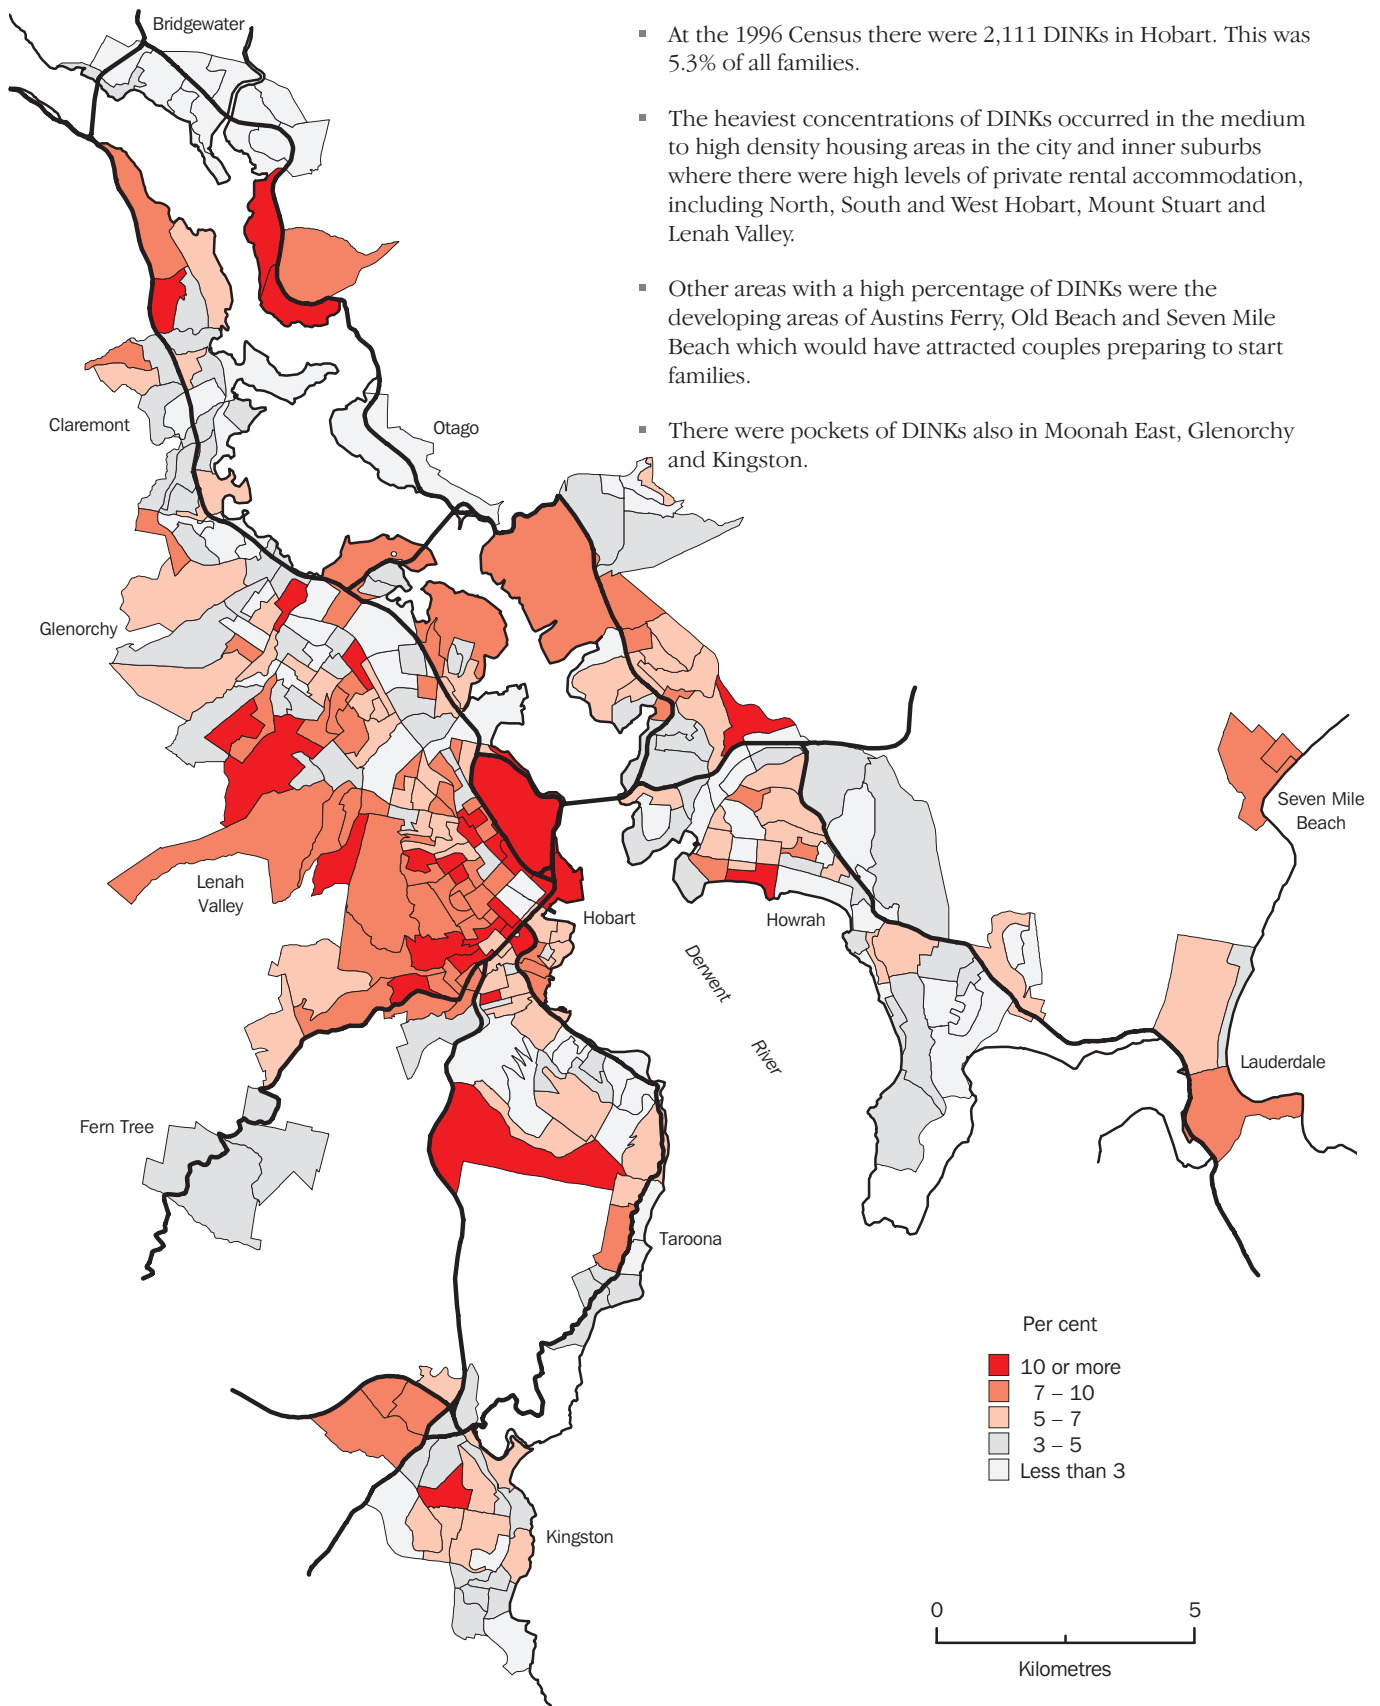 Bridgewater
▪ At the 1996 Census there were 2,111 DINKs in Hobart. This was
5.3% of all families.
▪ The heaviest concentrations of DINKs occurred in the medium
to high density housing areas in the city and inner suburbs
where there were high levels of private rental accommodation,
including North, South and West Hobart, Mount Stuart and
Lenah Valley.
▪ Other areas with a high percentage of DINKs were the
developing areas of Austins Ferry, Old Beach and Seven Mile
Beach which would have attracted couples preparing to start
families.
▪ There were pockets of DINKs also in Moonah East, Glenorchy
and Kingston.
Claremont
Otago
Glenorchy
Seven Mile
Beach
Lenah
Valley
Hobart
Howrah
Derwent
River
Lauderdale
Fern Tree
Taroona
Per cent
10 or more
7 – 10
5 – 7
3 – 5
Less than 3
Kingston
0 5
Kilometres